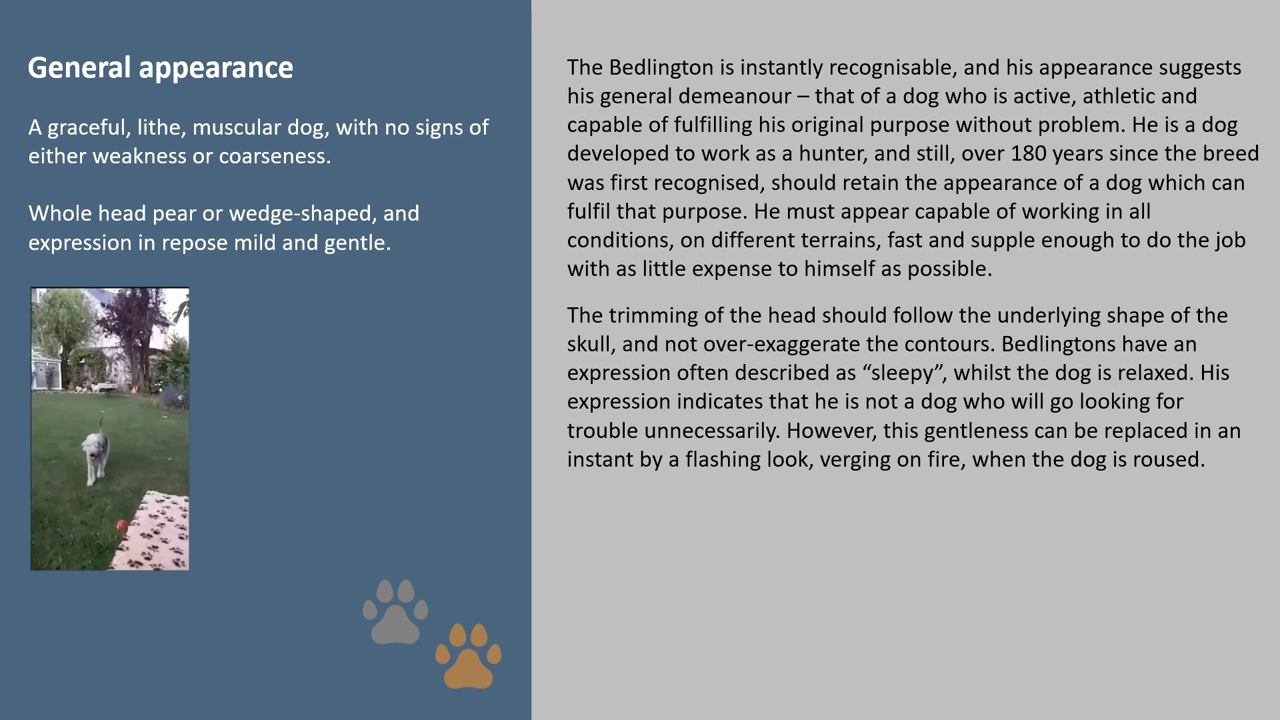 General appearance
A graceful, lithe, muscular dog, with no signs of
either weakness or coarseness.
Whole head pear or wedge-shaped, and
expression in repose mild and gentle.
The Bedlington is instantly recognisable, and his appearance suggests
his general demeanour – that of a dog who is active, athletic and
capable of fulfilling his original purpose without problem. He is a dog
developed to work as a hunter, and still, over 180 years since the breed
was first recognised, should retain the appearance of a dog which can
fulfil that purpose. He must appear capable of working in all
conditions, on different terrains, fast and supple enough to do the job
with as little expense to himself as possible.
The trimming of the head should follow the underlying shape of the
skull, and not over-exaggerate the contours. Bedlingtons have an
expression often described as “sleepy”, whilst the dog is relaxed. His
expression indicates that he is not a dog who will go looking for
trouble unnecessarily. However, this gentleness can be replaced in an
instant by a flashing look, verging on fire, when the dog is roused.